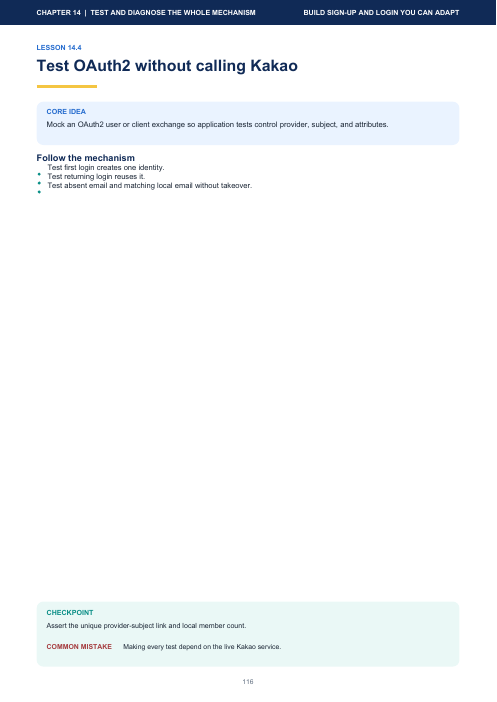 CHAPTER 14 | TEST AND DIAGNOSE THE WHOLE MECHANISM
BUILD SIGN-UP AND LOGIN YOU CAN ADAPT
LESSON 14.4
Test OAuth2 without calling Kakao
CORE IDEA
Mock an OAuth2 user or client exchange so application tests control provider, subject, and attributes.
Follow the mechanism
Test first login creates one identity.
Test returning login reuses it.
Test absent email and matching local email without takeover.
CHECKPOINT
Assert the unique provider-subject link and local member count.
COMMON MISTAKE Making every test depend on the live Kakao service.
116